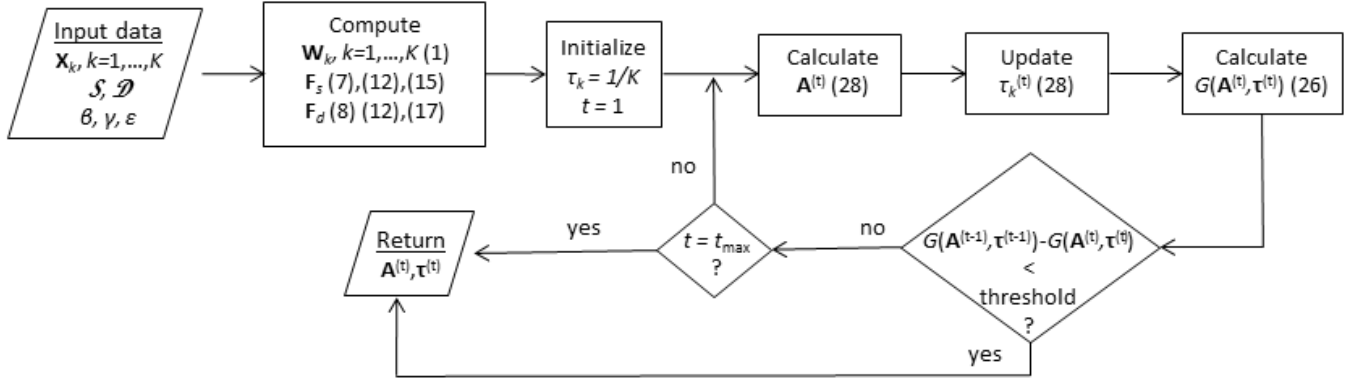 Input data
X_k, k=1,...,K
S, D
β, γ, ε
Compute
W_k, k=1,...,K (1)
F_s (7),(12),(15)
F_d (8) (12),(17)
Initialize
τ_k = 1/K
t = 1
Calculate
A^(t) (28)
Update
τ_k^(t) (28)
Calculate
G(A^(t),τ^(t)) (26)
no
yes
Return
A^(t),τ^(t)
t = t_max
?
no
G(A^(t-1),τ^(t-1))-G(A^(t),τ^(t))
<
threshold
?
yes